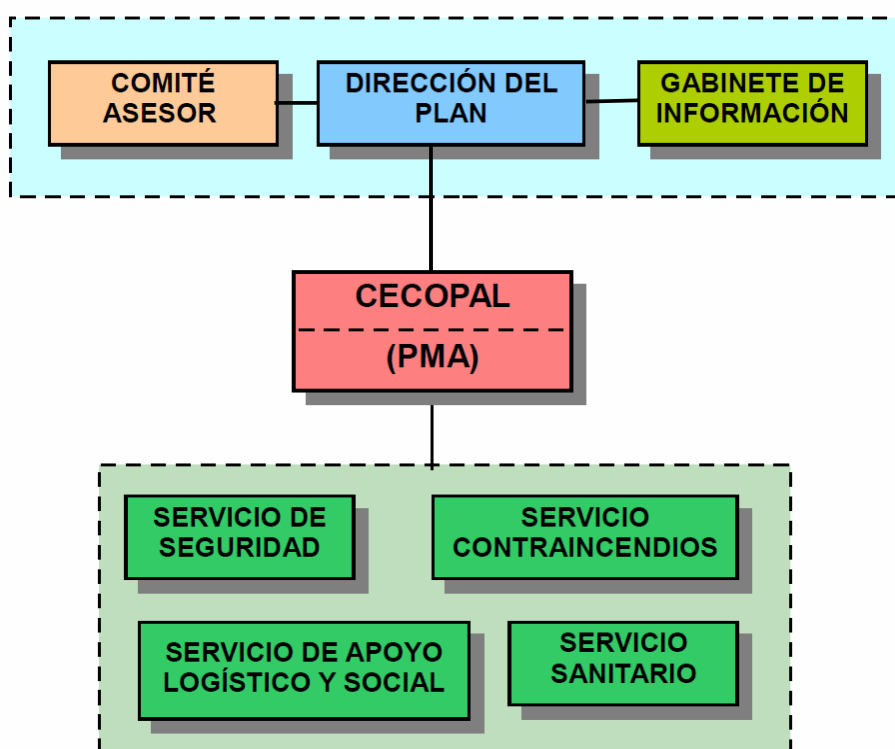 COMITÉ
ASESOR
DIRECCIÓN DEL
PLAN
GABINETE DE
INFORMACIÓN
CECOPAL
(PMA)
SERVICIO DE
SEGURIDAD
SERVICIO
CONTRAINCENDIOS
SERVICIO DE APOYO
LOGÍSTICO Y SOCIAL
SERVICIO
SANITARIO